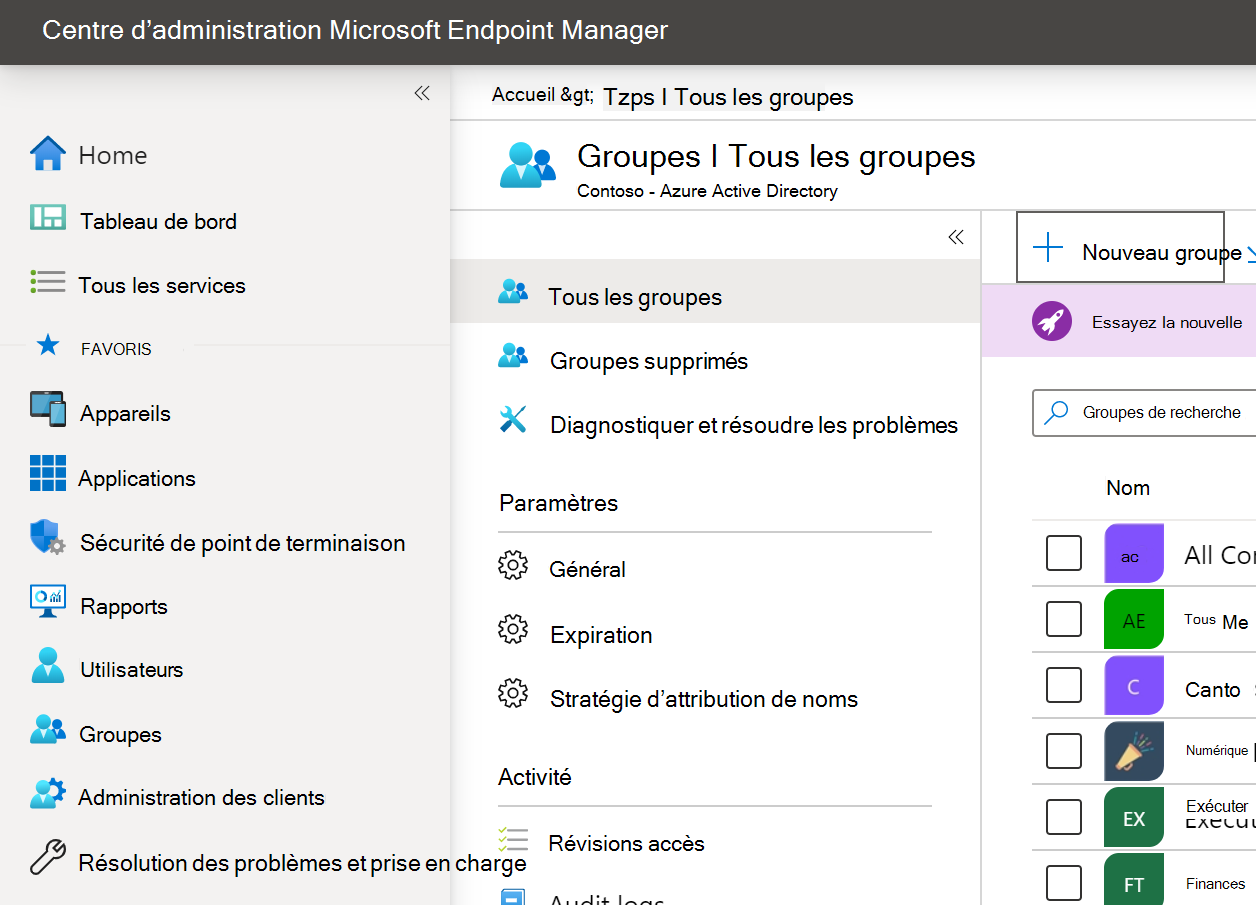 Centre d’administration Microsoft Endpoint Manager
Accueil &gt; Tzps I Tous les groupes
Home
Tableau de bord
Tous les services
FAVORIS
Appareils
Applications
Sécurité de point de terminaison
Rapports
Utilisateurs
Groupes
Administration des clients
Résolution des problèmes et prise en charge
Groupes I Tous les groupes
Contoso - Azure Active Directory
Tous les groupes
Groupes supprimés
Diagnostiquer et résoudre les problèmes
Paramètres
Général
Expiration
Stratégie d’attribution de noms
Activité
Révisions accès
Audit logs
Nouveau groupe
Essayez la nouvelle
Groupes de recherche
Nom
ac All Con
AE Tous Me
C Canto
Numérique
EX Exécuter
FT Finances